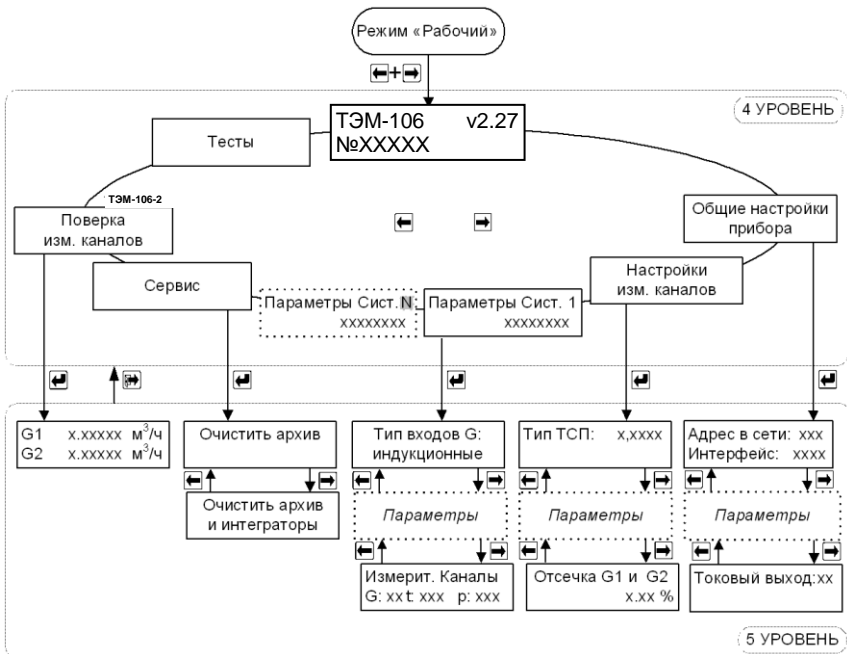 Режим «Рабочий»
+
4 УРОВЕНЬ
ТЭМ-106 v2.27
№XXXXX
Тесты
ТЭМ-106-2
Поверка
изм. каналов
Общие настройки
прибора
Сервис
Настройки
изм. каналов
Параметры Сист. N
xxxxxxxx
Параметры Сист. 1
xxxxxxxx
G1 x.xxxxx м³/ч
G2 x.xxxxx м³/ч
Очистить архив
Тип входов G:
индукционные
Тип ТСП: x,xxxx
Адрес в сети: xxx
Интерфейс: xxxx
Очистить архив
и интеграторы
Параметры
Параметры
Параметры
Измерит. Каналы
G: xx t xxx p: xxx
Отсечка G1 и G2
x.xx %
Токовый выход:xx
5 УРОВЕНЬ